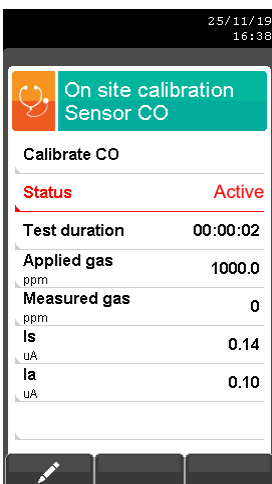 25/11/19
16:38
On site calibration
Sensor CO
Calibrate CO
Status Active
Test duration 00:00:02
Applied gas 1000.0
ppm
Measured gas 0
ppm
Is 0.14
uA
Ia 0.10
uA